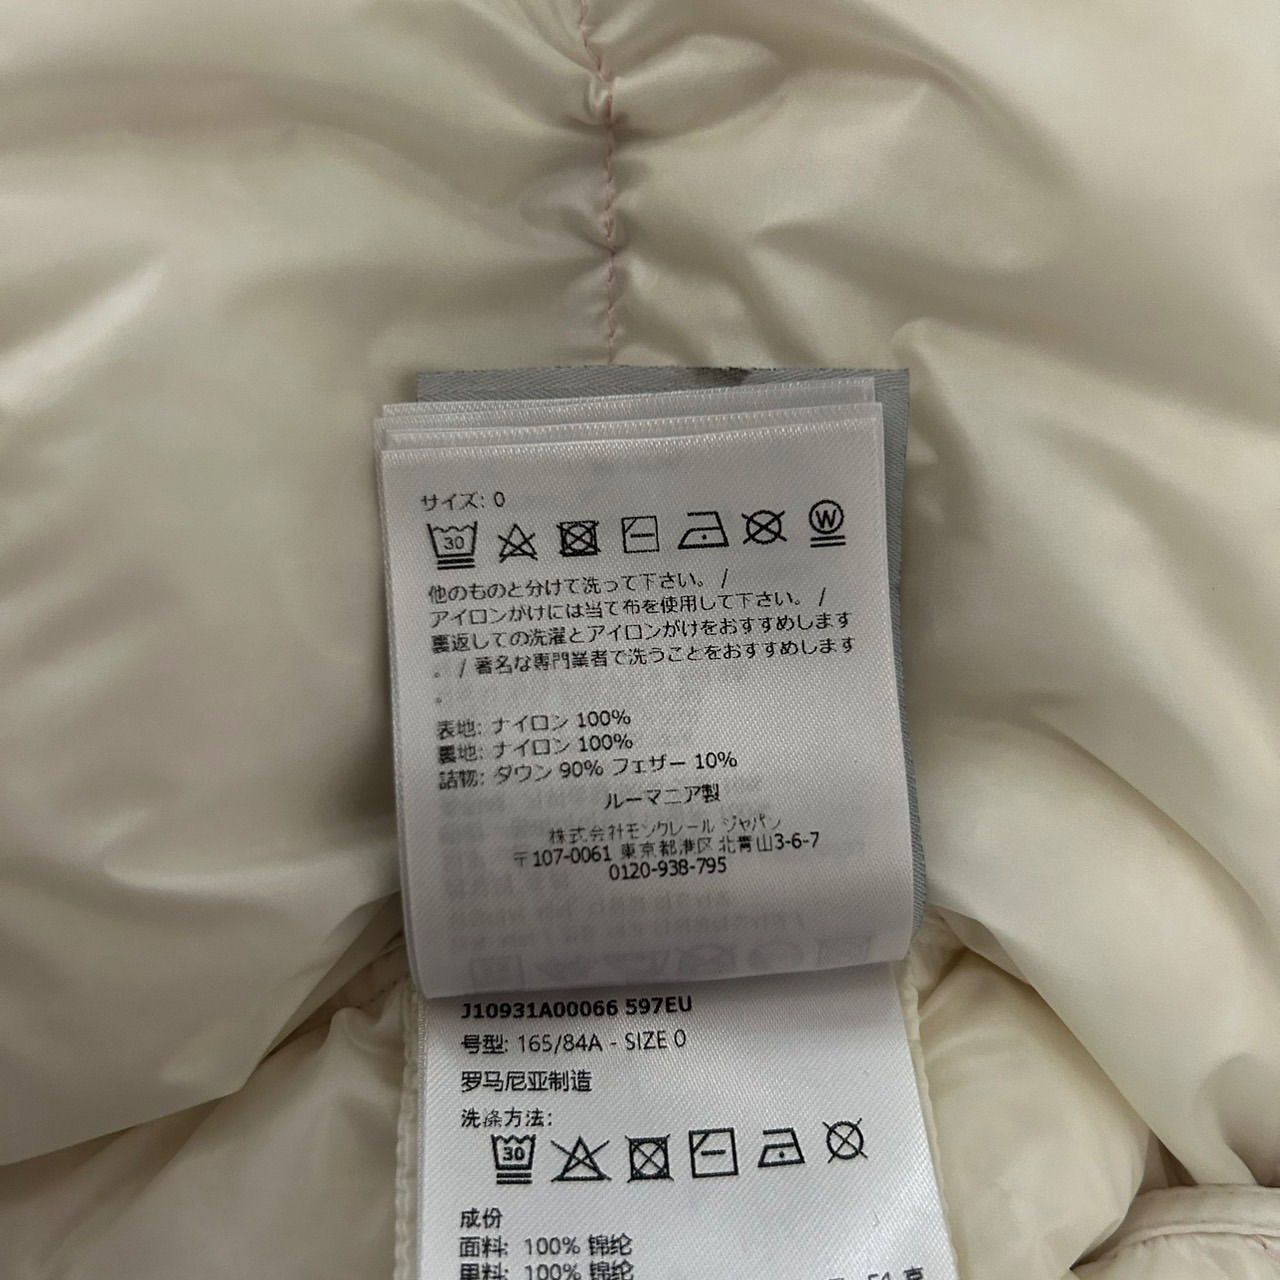 サイズ: 0
30
W
他のものと分けて洗って下さい。 /
アイロンがけには当て布を使用して下さい。 /
裏返しての洗濯とアイロンがけをおすすめします
。 / 著名な専門業者で洗うことをおすすめします
。
表地: ナイロン 100%
裏地: ナイロン 100%
詰物: ダウン 90% フェザー 10%
ルーマニア製
株式会社モンクレール ジャパン
〒107-0061 東京都港区 北青山3-6-7
0120-938-795
J10931A00066 597EU
号型: 165/84A - SIZE 0
罗马尼亚制造
洗涤方法:
30
成份
面料: 100% 锦纶
里料: 100% 锦纶